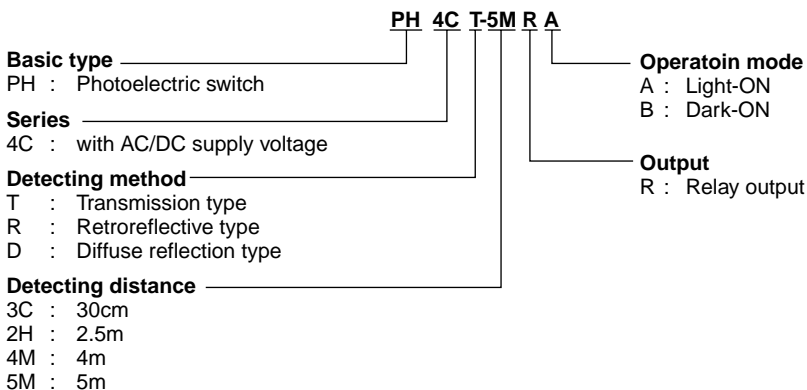 PH 4C T-5M R A
Basic type
PH : Photoelectric switch
Series
4C : with AC/DC supply voltage
Detecting method
T : Transmission type
R : Retroreflective type
D : Diffuse reflection type
Detecting distance
3C : 30cm
2H : 2.5m
4M : 4m
5M : 5m
Operatoin mode
A : Light-ON
B : Dark-ON
Output
R : Relay output